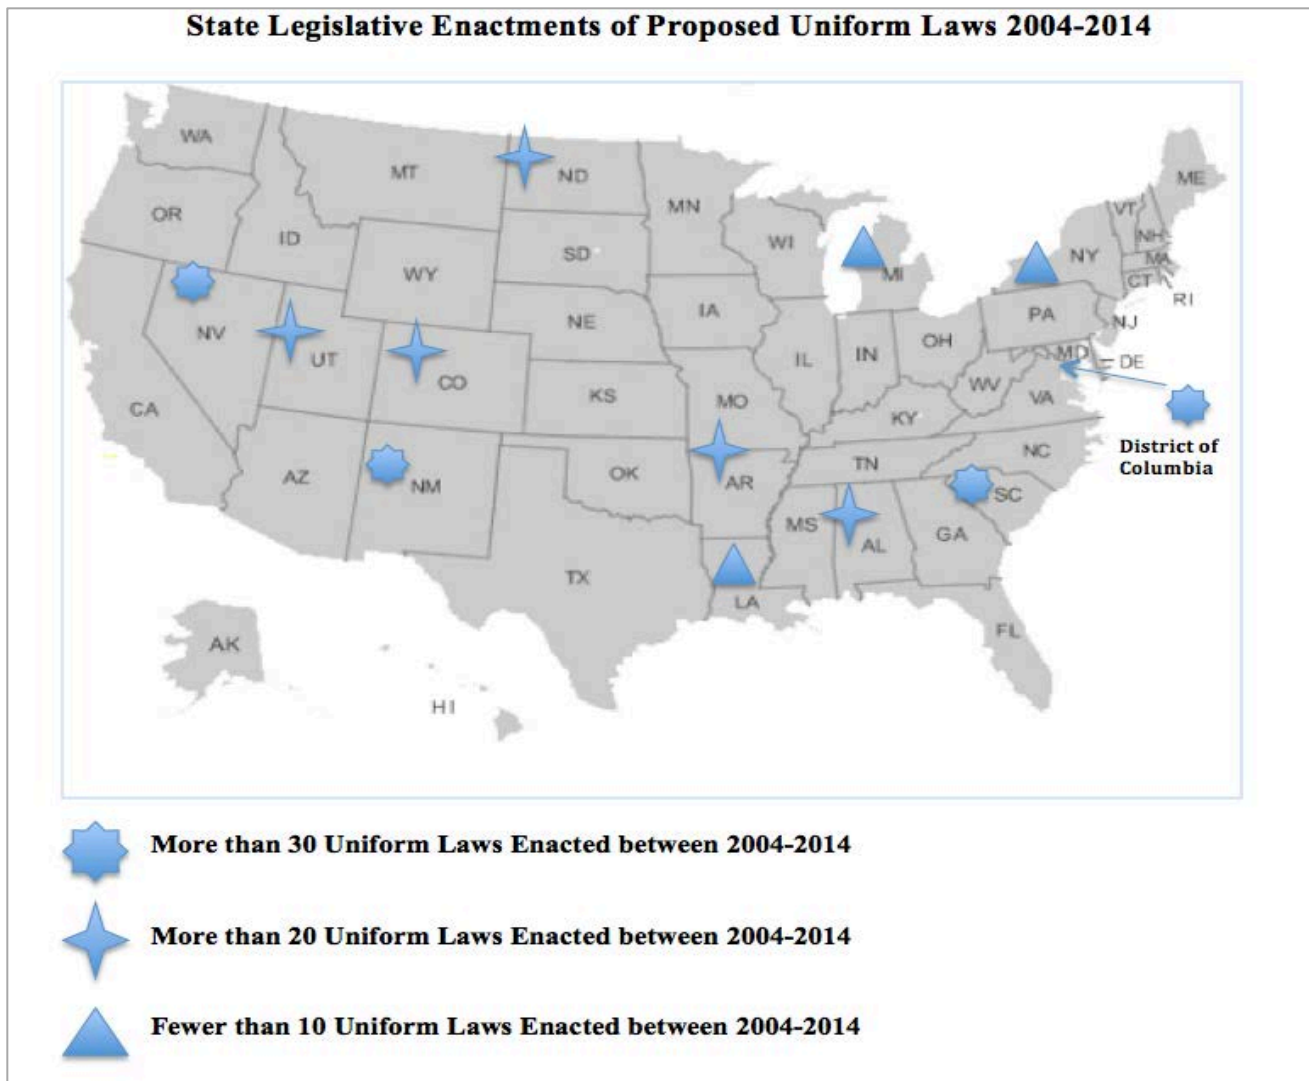 State Legislative Enactments of Proposed Uniform Laws 2004-2014
WA
MT
ND
MN
ME
OR
ID
WY
SD
WI
MI
NY
VT
NH
MA
CT
RI
NV
UT
CO
NE
IA
IL
IN
OH
PA
NJ
MD
DE
CA
KS
MO
KY
WV
VA
District of
Columbia
AZ
NM
OK
AR
TN
NC
SC
MS
AL
GA
TX
LA
FL
AK
HI
More than 30 Uniform Laws Enacted between 2004-2014
More than 20 Uniform Laws Enacted between 2004-2014
Fewer than 10 Uniform Laws Enacted between 2004-2014